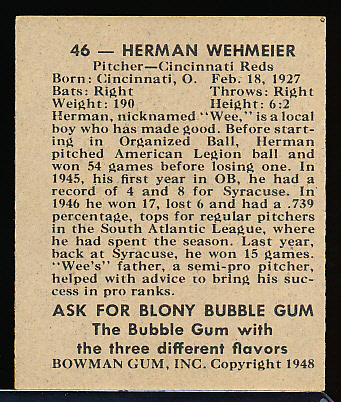 46 — HERMAN WEHMEIER
Pitcher—Cincinnati Reds
Born: Cincinnati, O. Feb. 18, 1927
Bats: Right Throws: Right
Weight: 190 Height: 6:2
Herman, nicknamed "Wee," is a local
boy who has made good. Before start-
ing in Organized Ball, Herman
pitched American Legion ball and
won 54 games before losing one. In
1945, his first year in OB, he had a
record of 4 and 8 for Syracuse. In
1946 he won 17, lost 6 and had a .739
percentage, tops for regular pitchers
in the South Atlantic League, where
he had spent the season. Last year,
back at Syracuse, he won 15 games.
"Wee's" father, a semi-pro pitcher,
helped with advice to bring his suc-
cess in pro ranks.
ASK FOR BLONY BUBBLE GUM
The Bubble Gum with
the three different flavors
BOWMAN GUM, INC. Copyright 1948